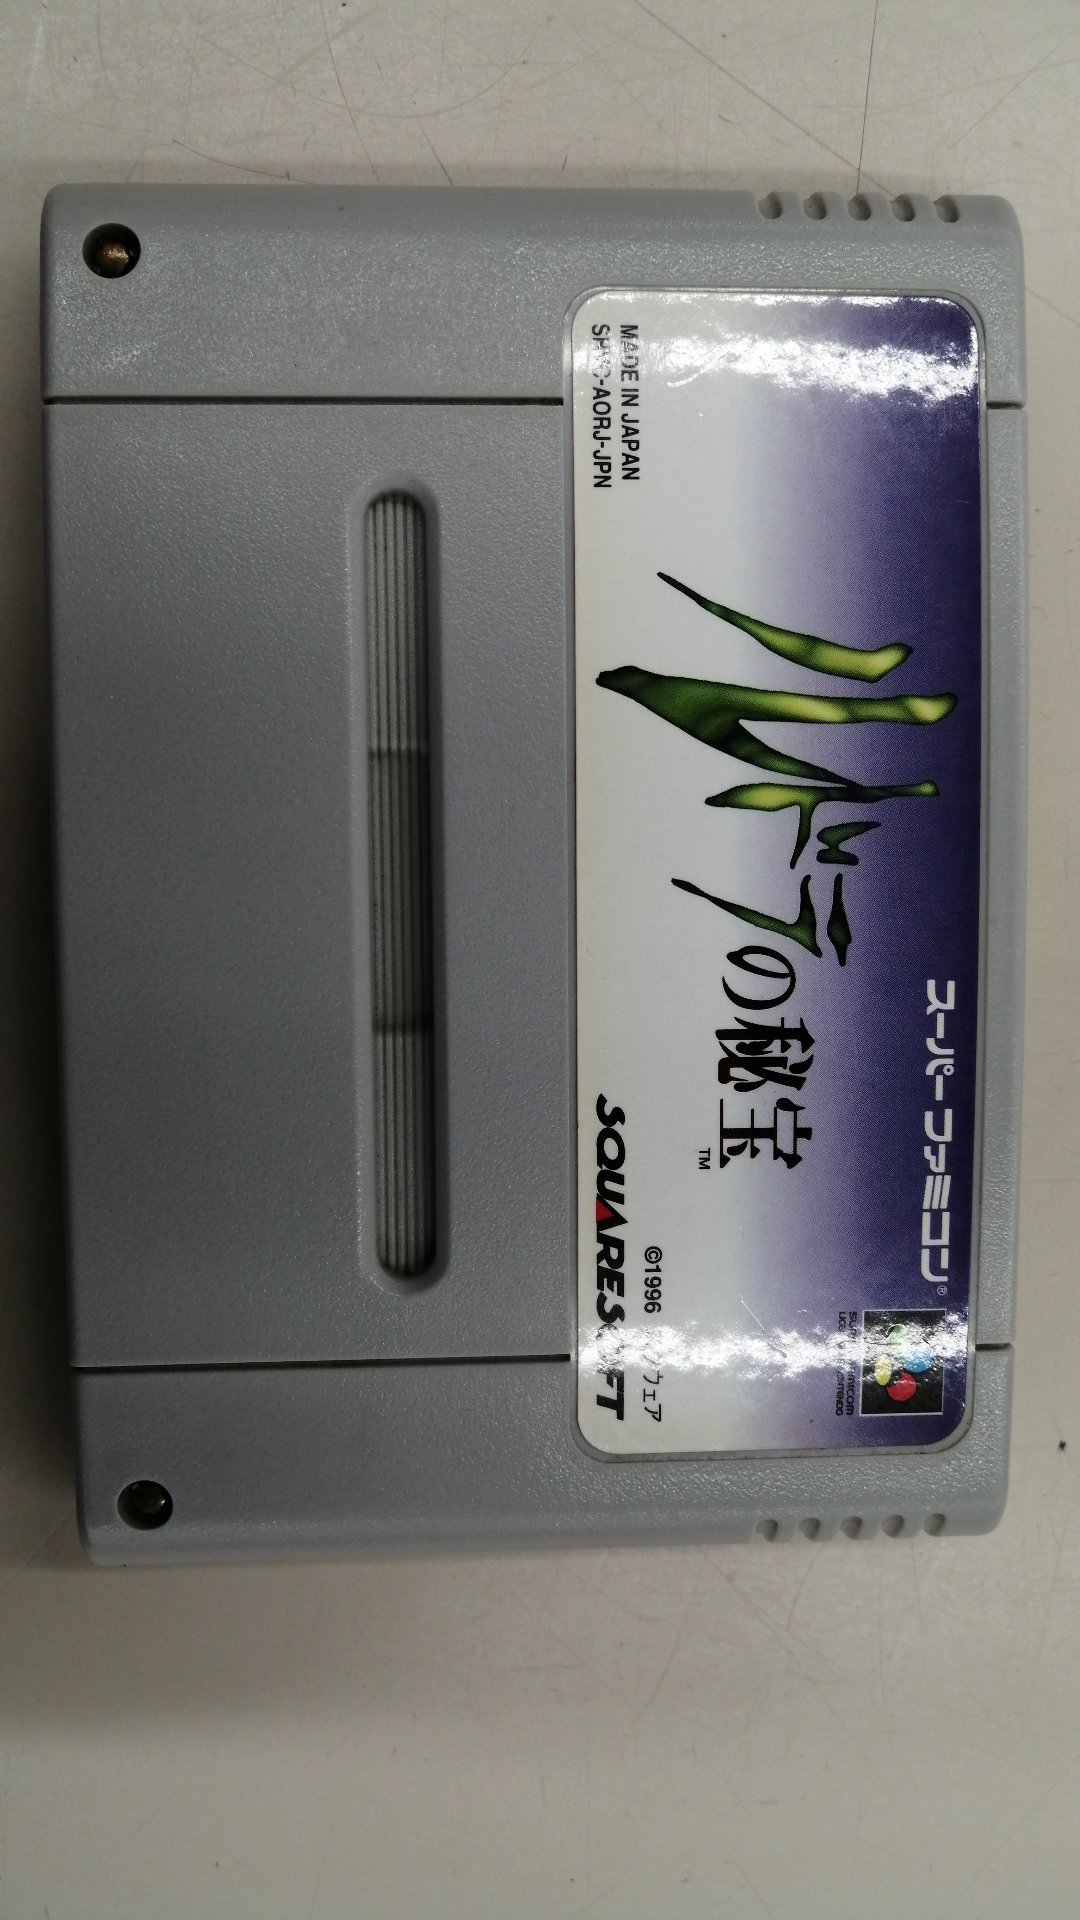 スーパーファミコン®
ルドラの秘宝
TM
©1996
MADE IN JAPAN
SHVC-AORJ-JPN
SQUARESOFT